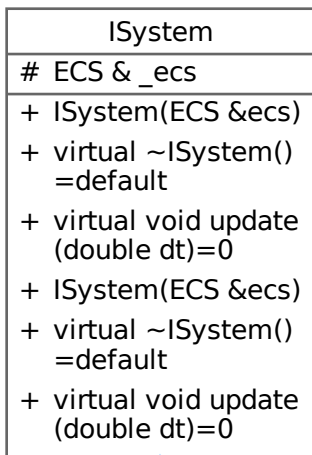 ISystem
# ECS & _ecs
+ ISystem(ECS &ecs)
+ virtual ~ISystem()
=default
+ virtual void update
(double dt)=0
+ ISystem(ECS &ecs)
+ virtual ~ISystem()
=default
+ virtual void update
(double dt)=0